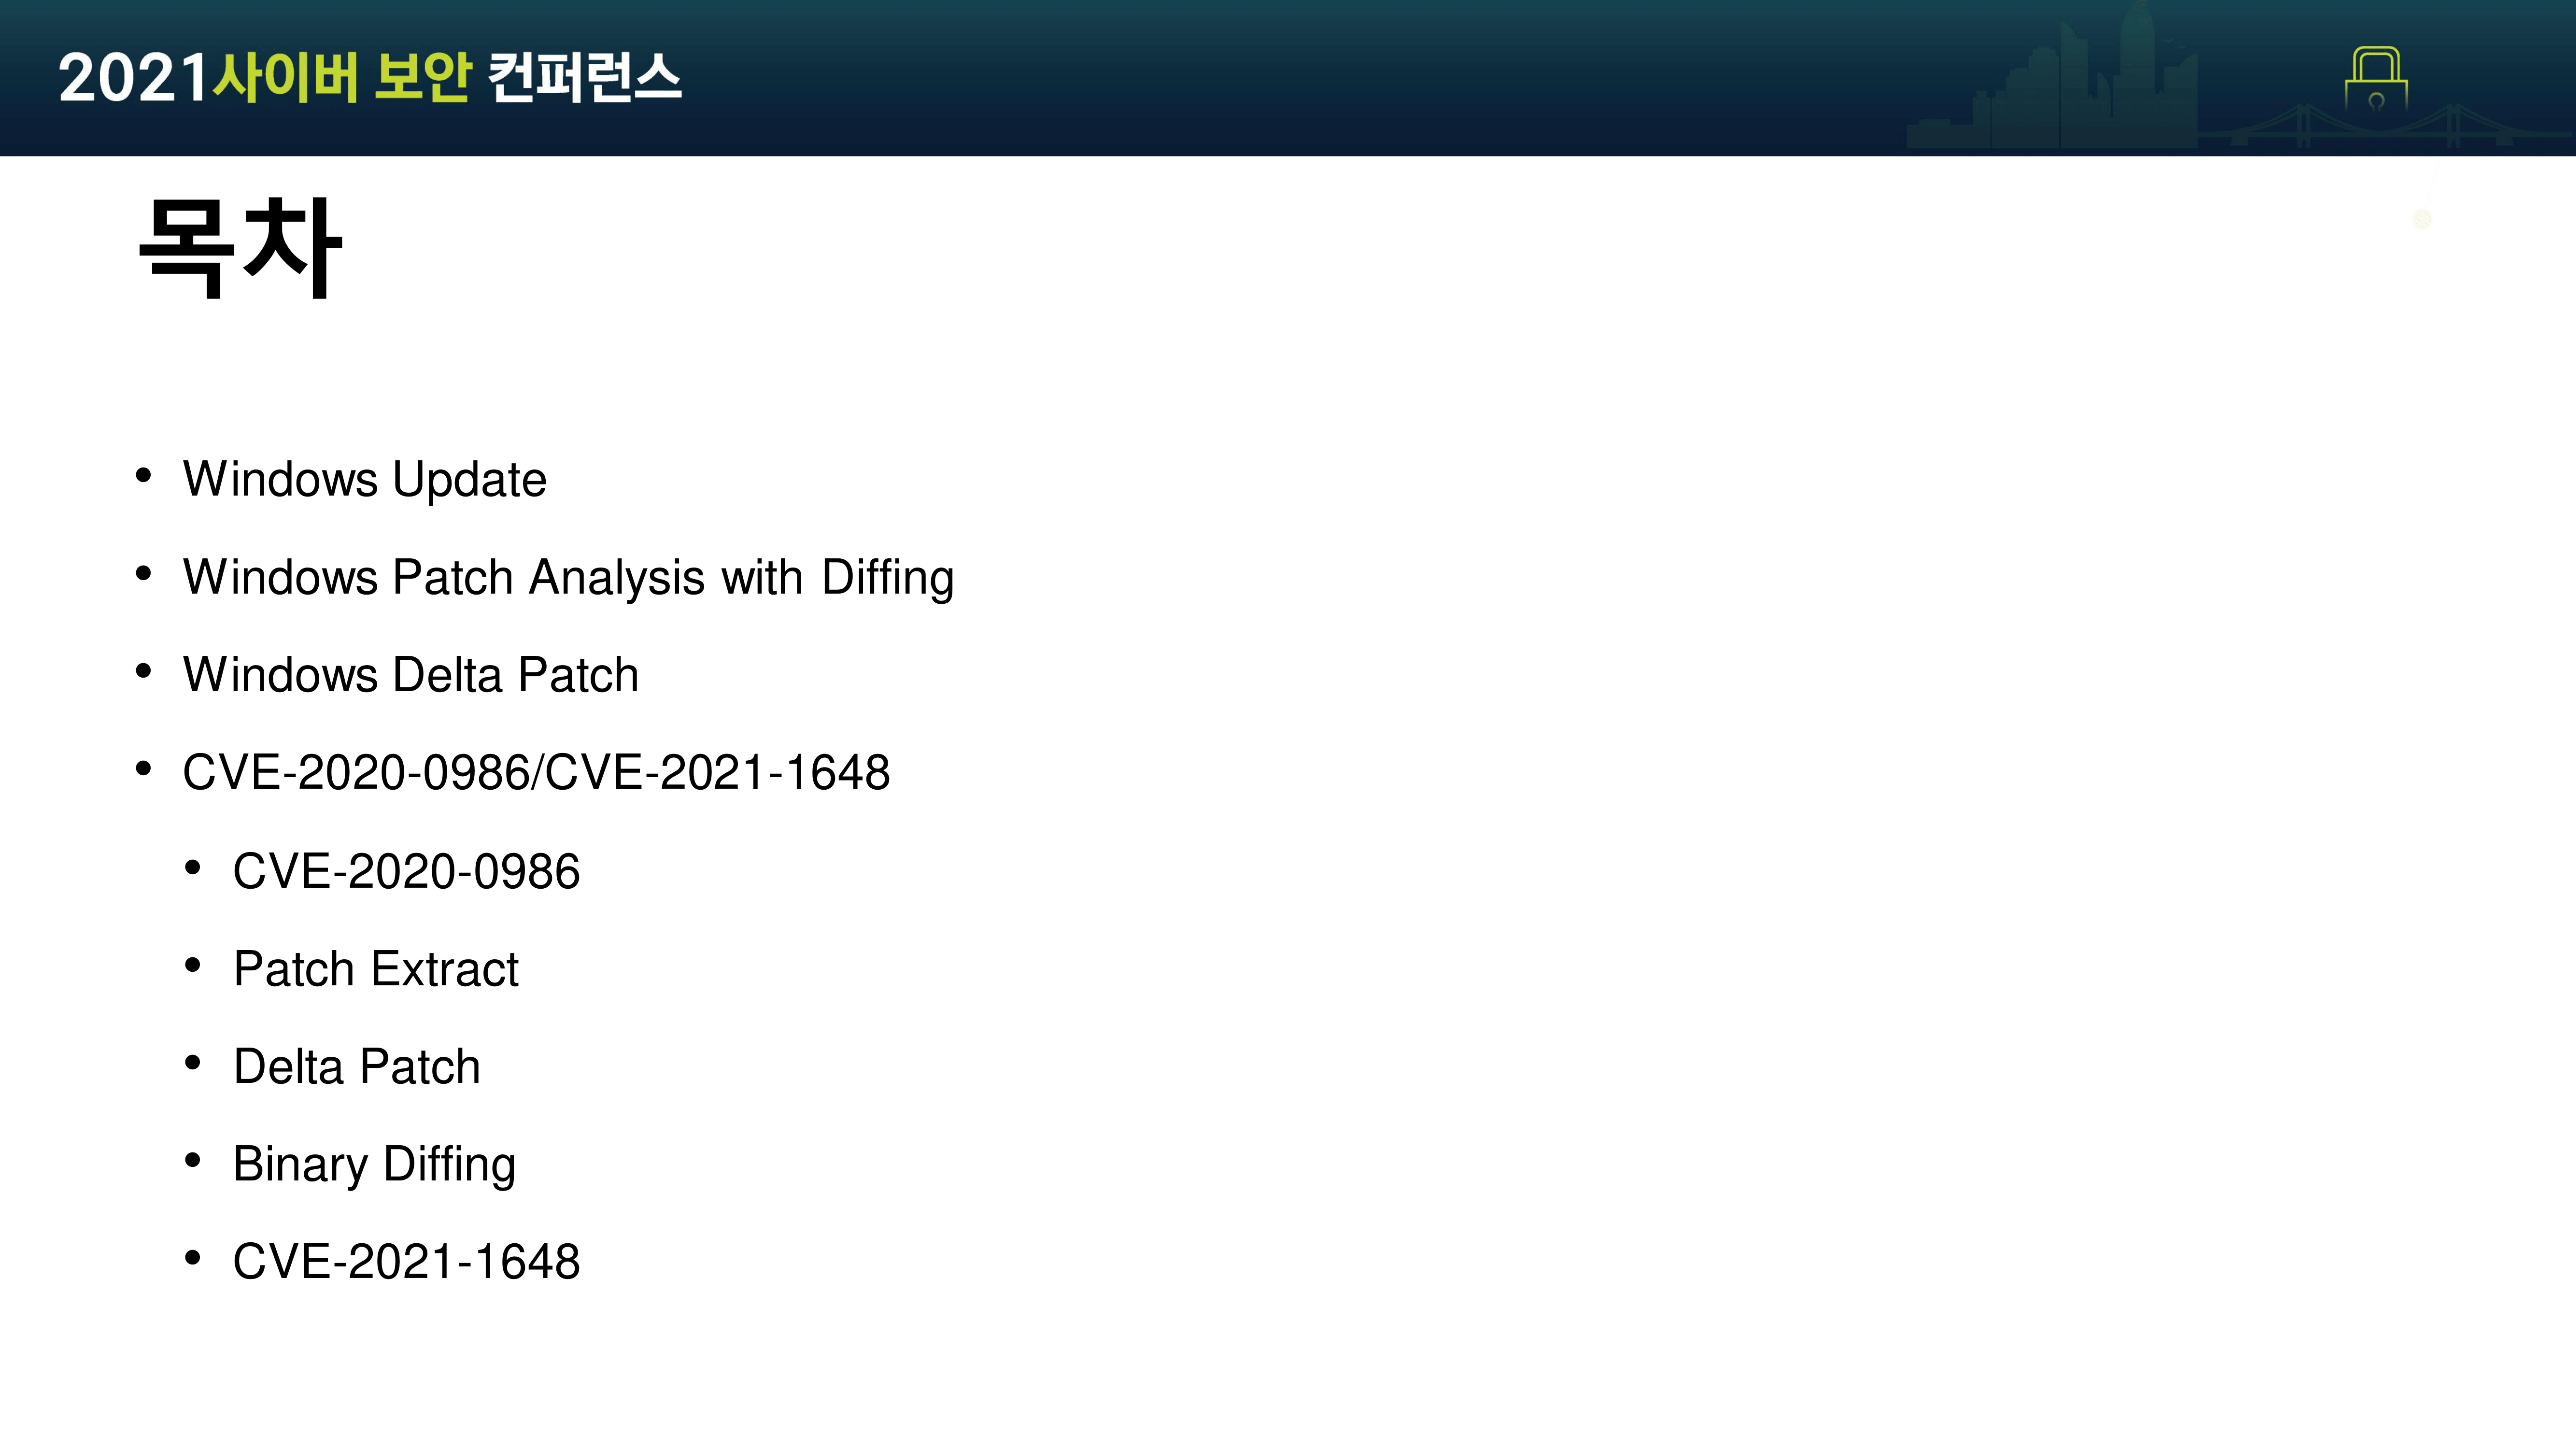 2021사이버 보안 컨퍼런스
목차
• Windows Update
• Windows Patch Analysis with Diffing
• Windows Delta Patch
• CVE-2020-0986/CVE-2021-1648
• CVE-2020-0986
• Patch Extract
• Delta Patch
• Binary Diffing
• CVE-2021-1648